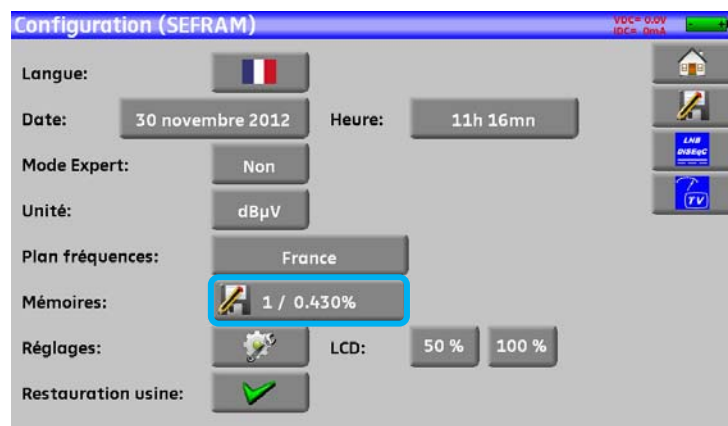 Configuration (SEFRAM)
VDC= 0.0V
IDC= 0mA
- +
Langue:
Date: 30 novembre 2012 Heure: 11h 16mn
LNB
DiSEqC
Mode Expert: Non
TV
Unité: dBµV
Plan fréquences: France
Mémoires: 1 / 0.430%
Réglages: LCD: 50 % 100 %
Restauration usine: